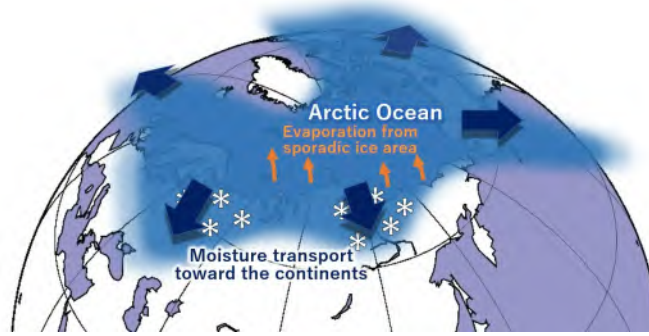 Arctic Ocean
Evaporation from
sporadic ice area
Moisture transport
toward the continents